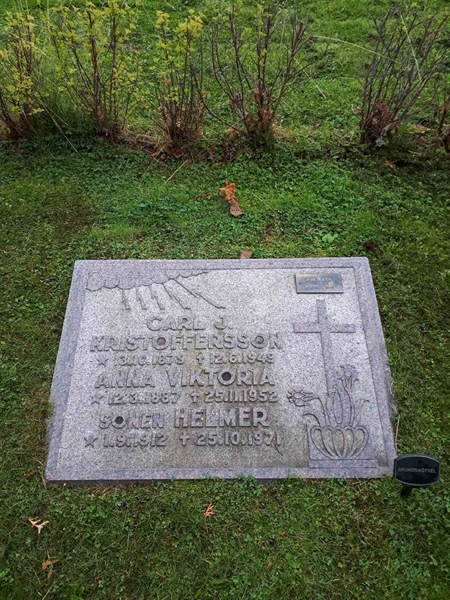 CARL J.
KRISTOFFERSSON
* 13.10.1879 ✝ 12.6.1949
ANNA VIKTORIA
* 12.3.1887 ✝ 25.11.1952
SONEN HELMER
* 1.9.1912 ✝ 25.10.1971